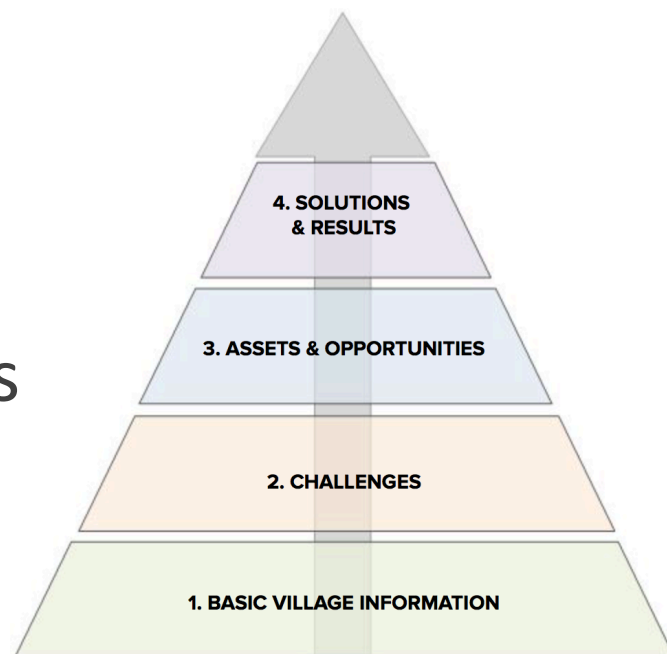 4. SOLUTIONS
& RESULTS
3. ASSETS & OPPORTUNITIES
S
2. CHALLENGES
1. BASIC VILLAGE INFORMATION